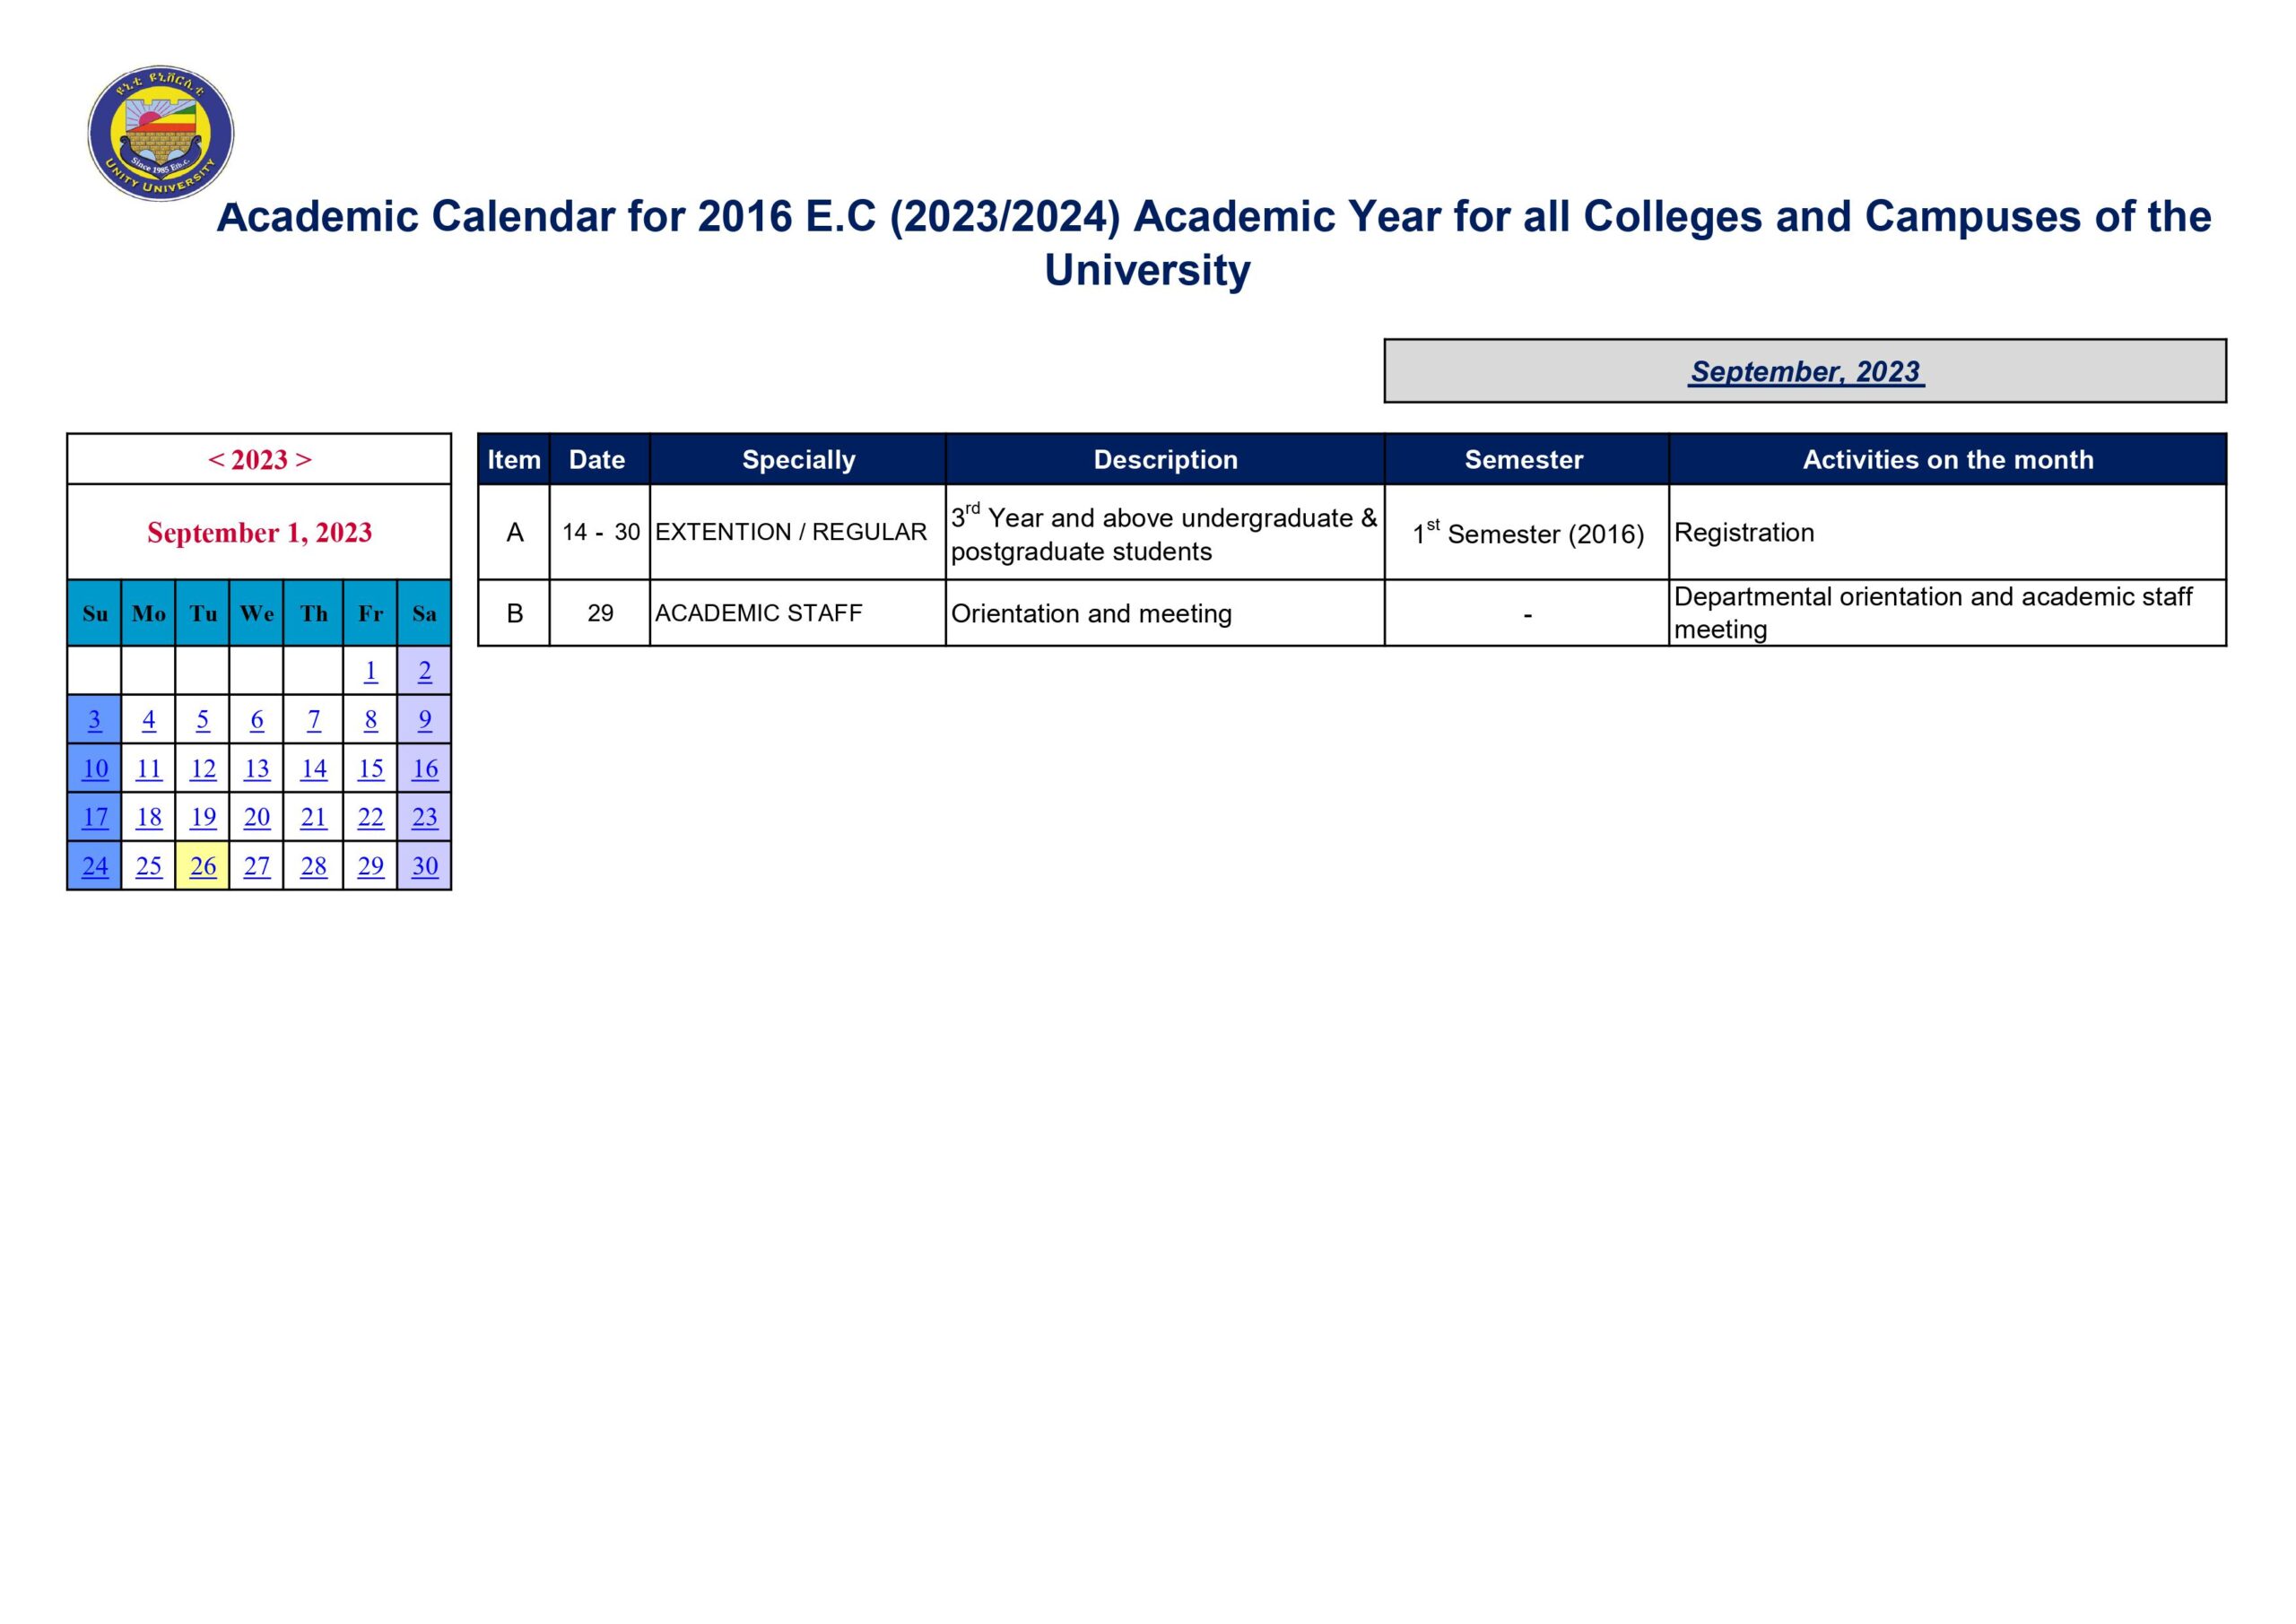 ዩኒቲ ዩኒቨርሲቲ
Since 1985 Eth.c.
UNITY UNIVERSITY
Academic Calendar for 2016 E.C (2023/2024) Academic Year for all Colleges and Campuses of the
University
September, 2023
< 2023 >
September 1, 2023
Su Mo Tu We Th Fr Sa
1 2
3 4 5 6 7 8 9
10 11 12 13 14 15 16
17 18 19 20 21 22 23
24 25 26 27 28 29 30
Item Date Specially Description Semester Activities on the month
A 14 - 30 EXTENTION / REGULAR 3rd Year and above undergraduate &
postgraduate students 1st Semester (2016) Registration
B 29 ACADEMIC STAFF Orientation and meeting - Departmental orientation and academic staff
meeting